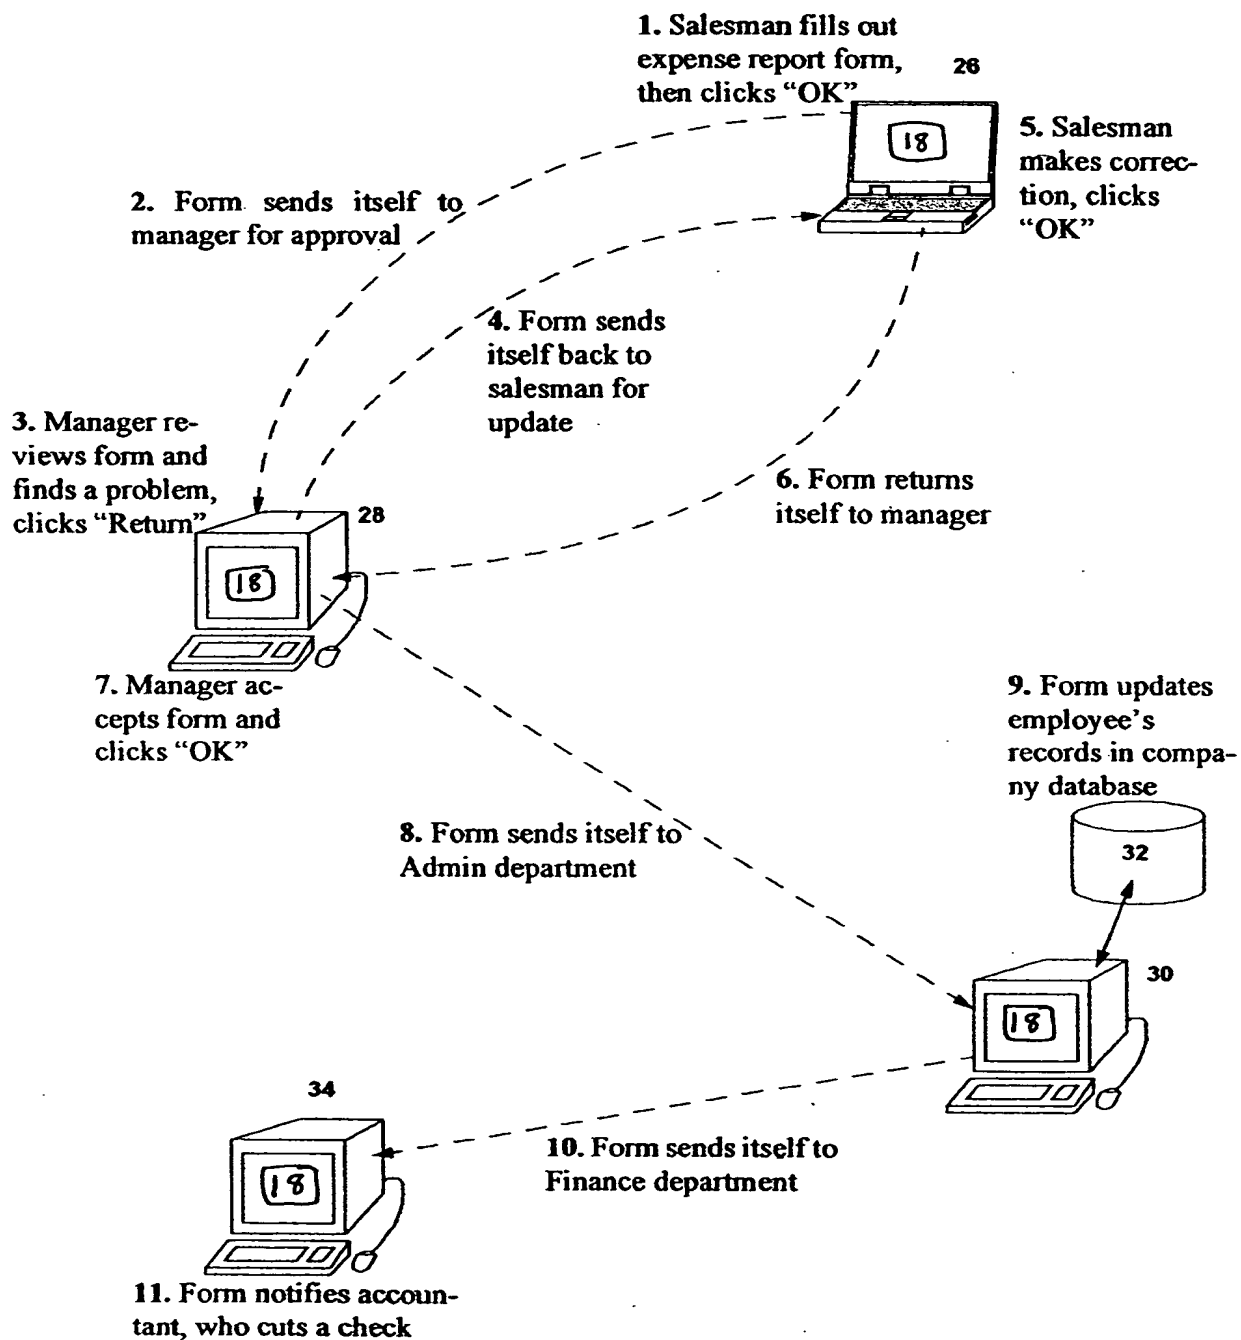 1. Salesman fills out
expense report form,
then clicks “OK”
26
18
5. Salesman
makes correc-
tion, clicks
“OK”
2. Form sends itself to
manager for approval
4. Form sends
itself back to
salesman for
update
3. Manager re-
views form and
finds a problem,
clicks “Return”
28
18
6. Form returns
itself to manager
7. Manager ac-
cepts form and
clicks “OK”
9. Form updates
employee’s
records in compa-
ny database
32
8. Form sends itself to
Admin department
30
18
34
18
10. Form sends itself to
Finance department
11. Form notifies accoun-
tant, who cuts a check